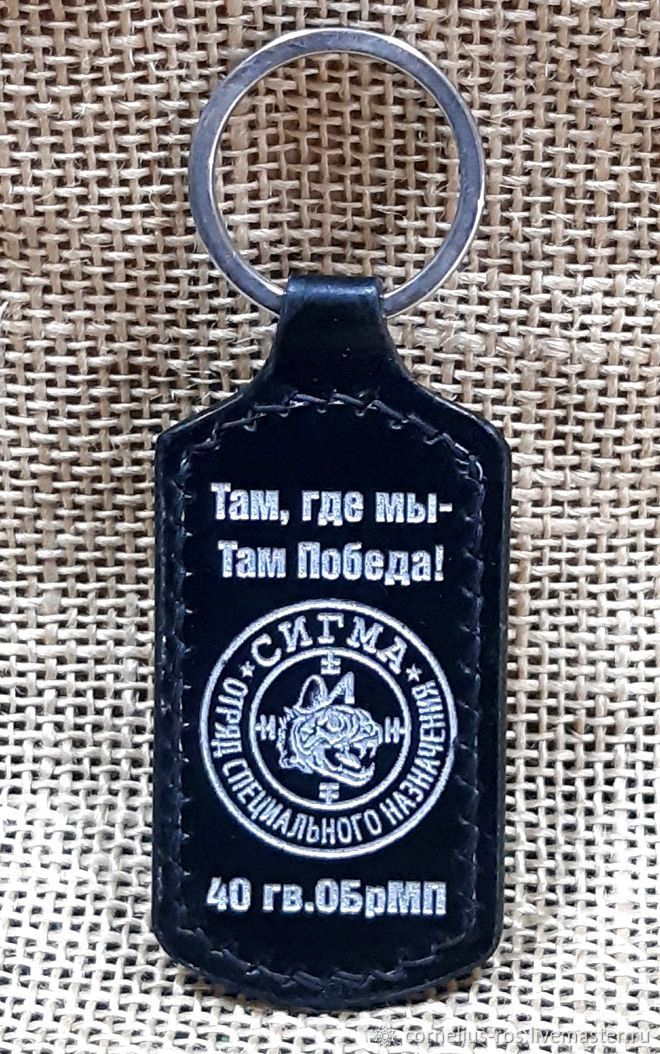 Там, где мы-
Там Победа!
СИГМА
ОТРЯД СПЕЦИАЛЬНОГО НАЗНАЧЕНИЯ
40 гв.ОБрМП
cornelius-ros.livemaster.ru